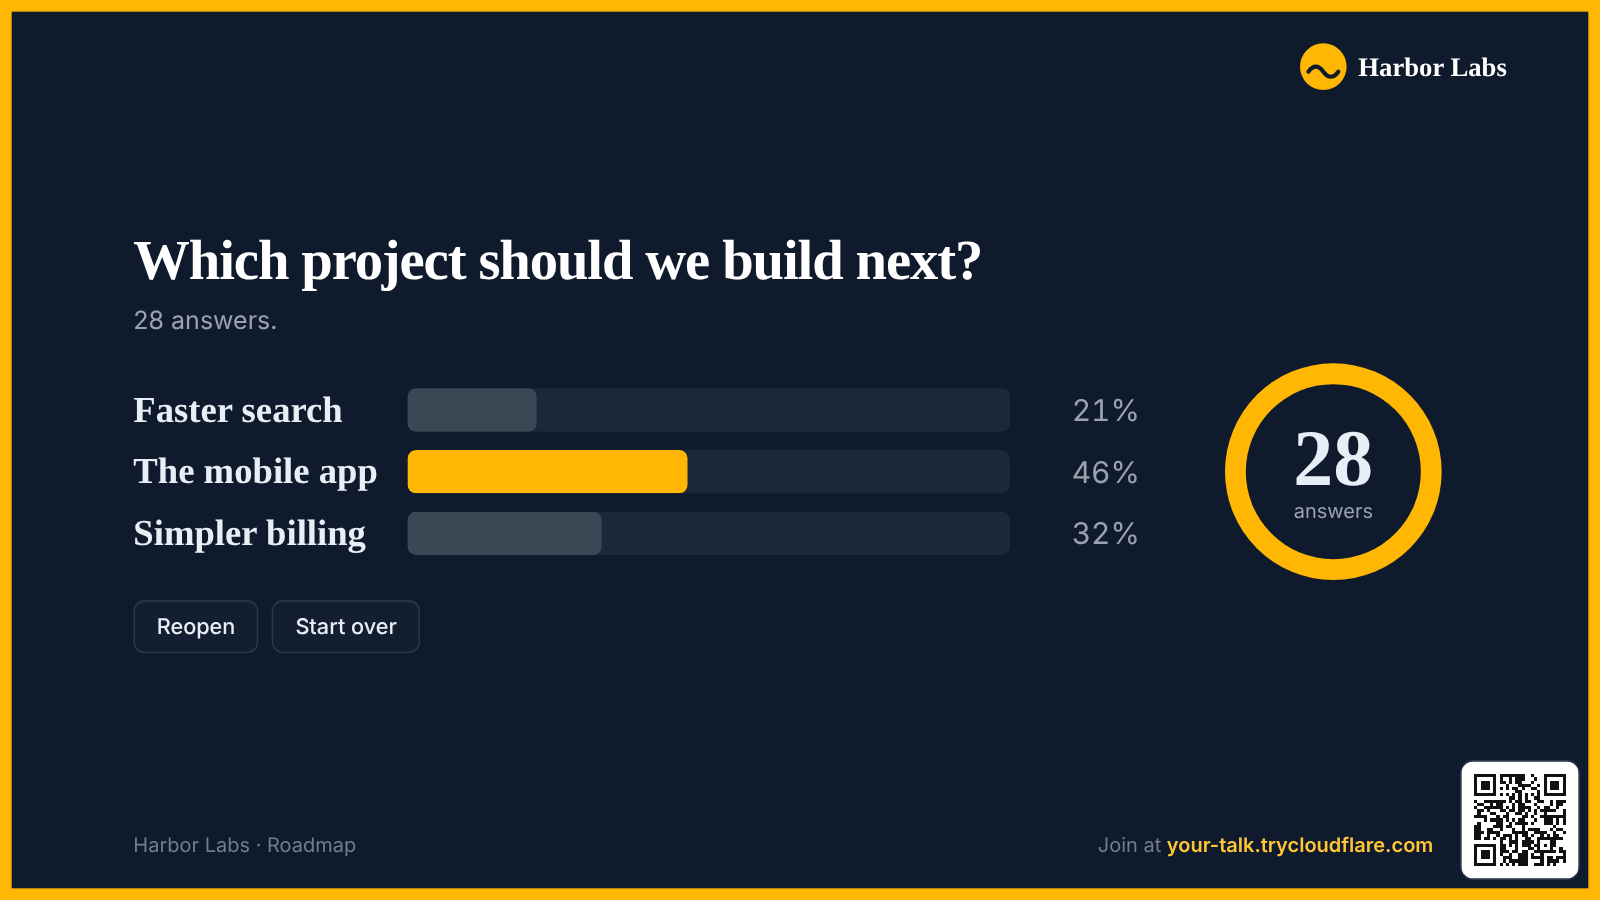 Harbor Labs
Which project should we build next?
28 answers.
Faster search 21%
The mobile app 46%
Simpler billing 32%
28
answers
Reopen Start over
Harbor Labs · Roadmap
Join at your-talk.trycloudflare.com